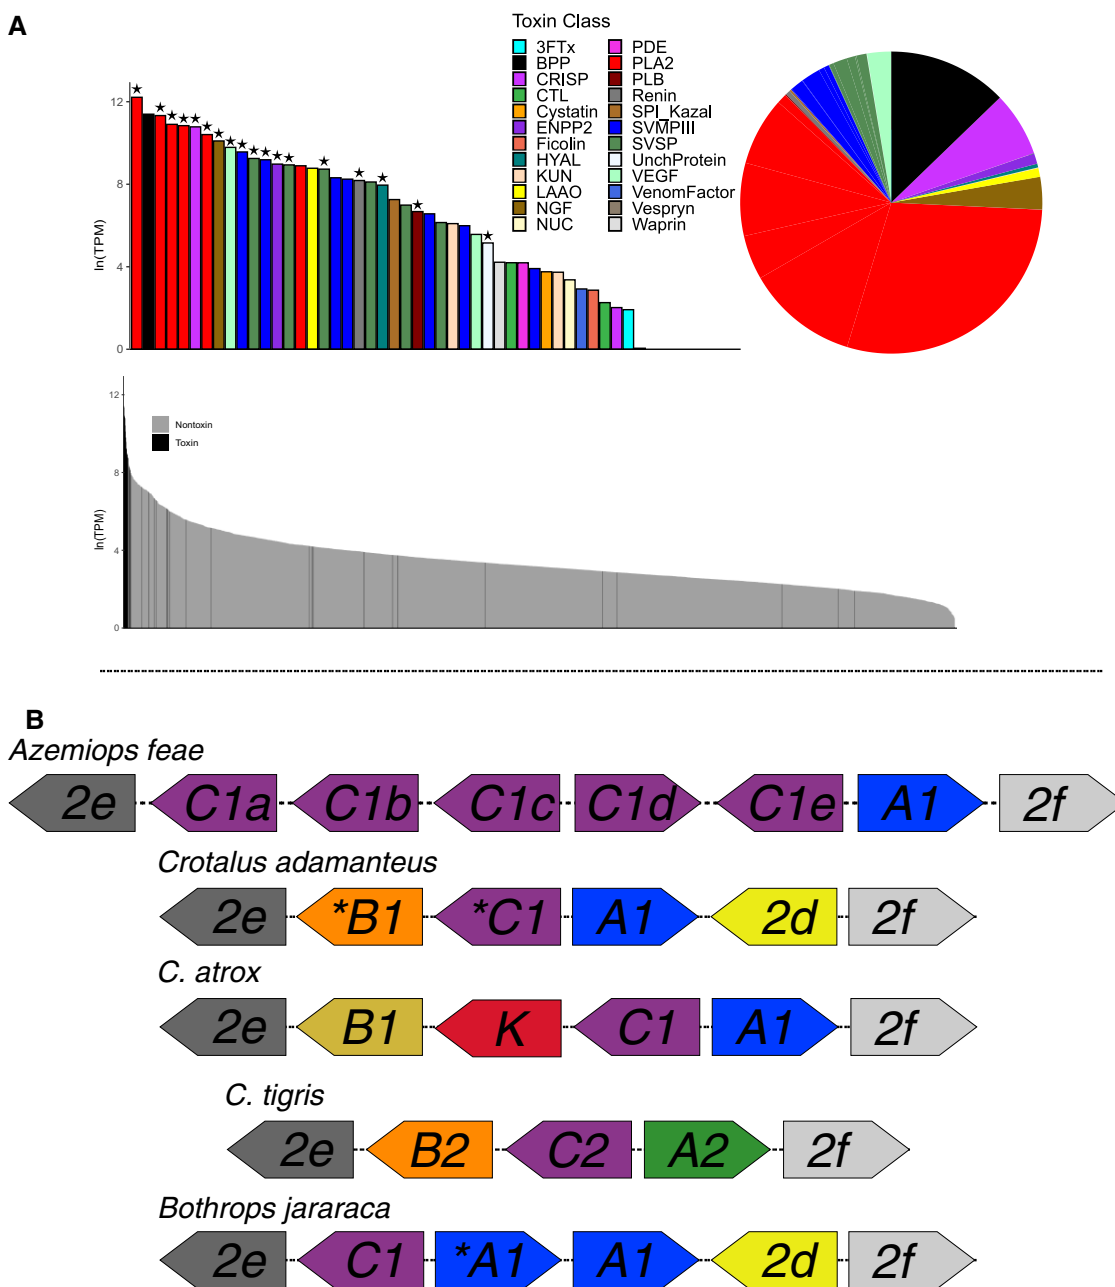 A
Toxin Class
3FTx PDE
BPP PLA2
CRISP PLB
CTL Renin
Cystatin SPI_Kazal
ENPP2 SVMPIII
Ficolin SVSP
HYAL UnchProtein
KUN VEGF
LAAO VenomFactor
NGF Vespryn
NUC Waprin
ln(TPM)
12
8
4
0
ln(TPM)
12
8
4
0
Nontoxin
Toxin
B
Azemiops feae
2e C1a C1b C1c C1d C1e A1 2f
Crotalus adamanteus
2e *B1 *C1 A1 2d 2f
C. atrox
2e B1 K C1 A1 2f
C. tigris
2e B2 C2 A2 2f
Bothrops jararaca
2e C1 *A1 A1 2d 2f